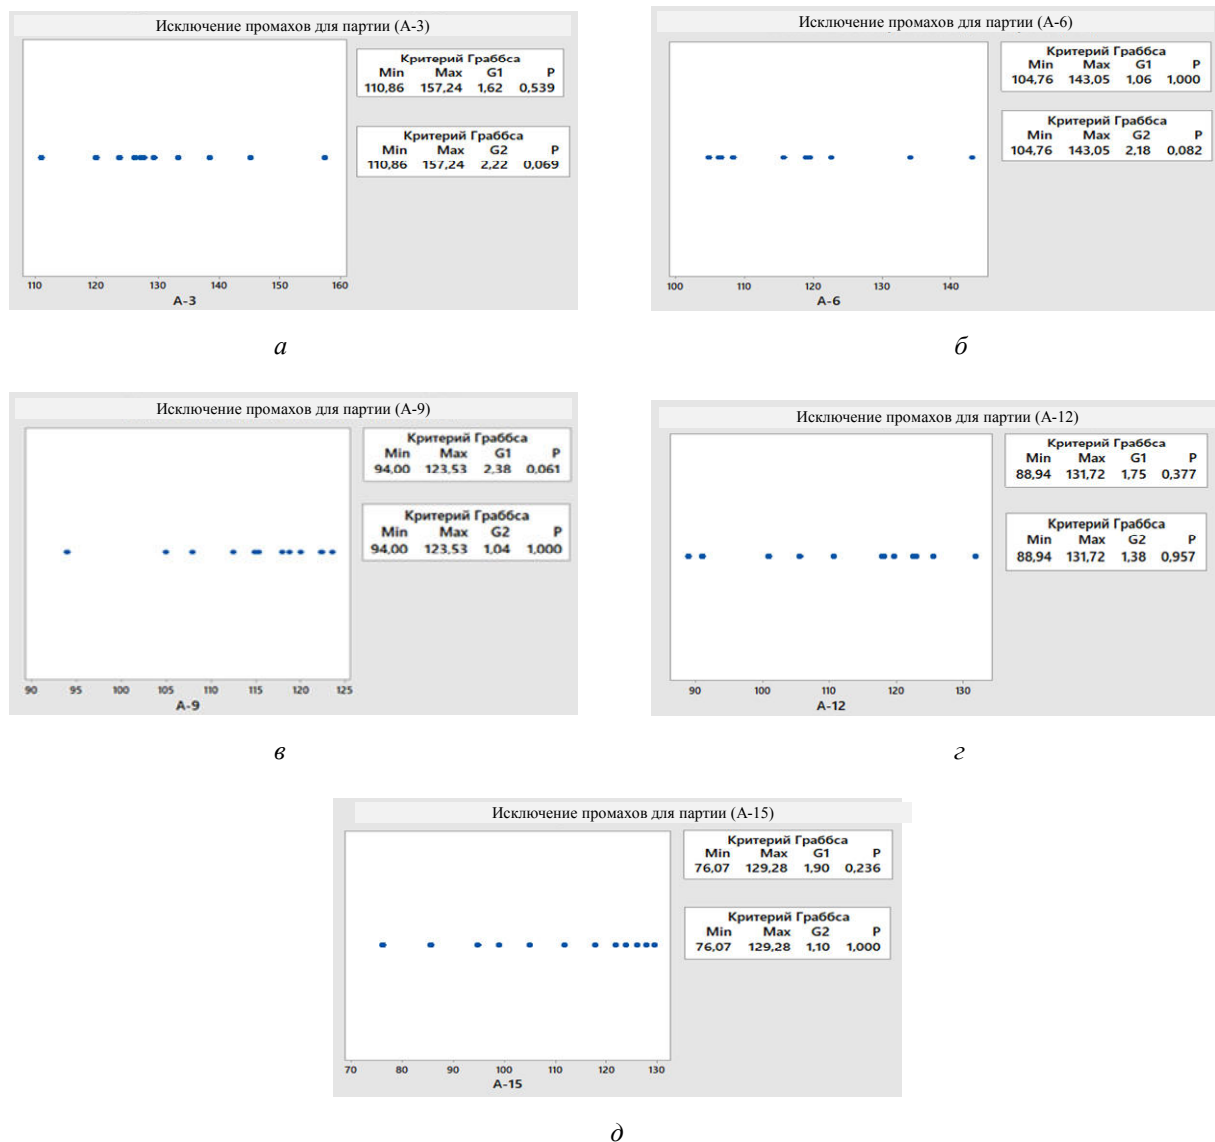 Исключение промахов для партии (А-3)
Критерий Граббса
Min Max G1 P
110,86 157,24 1,62 0,539
Критерий Граббса
Min Max G2 P
110,86 157,24 2,22 0,069
110 120 130 140 150 160
А-3
а
Исключение промахов для партии (А-6)
Критерий Граббса
Min Max G1 P
104,76 143,05 1,06 1,000
Критерий Граббса
Min Max G2 P
104,76 143,05 2,18 0,082
100 110 120 130 140
А-6
б
Исключение промахов для партии (А-9)
Критерий Граббса
Min Max G1 P
94,00 123,53 2,38 0,061
Критерий Граббса
Min Max G2 P
94,00 123,53 1,04 1,000
90 95 100 105 110 115 120 125
А-9
в
Исключение промахов для партии (А-12)
Критерий Граббса
Min Max G1 P
88,94 131,72 1,75 0,377
Критерий Граббса
Min Max G2 P
88,94 131,72 1,38 0,957
90 100 110 120 130
А-12
г
Исключение промахов для партии (А-15)
Критерий Граббса
Min Max G1 P
76,07 129,28 1,90 0,236
Критерий Граббса
Min Max G2 P
76,07 129,28 1,10 1,000
70 80 90 100 110 120 130
А-15
д